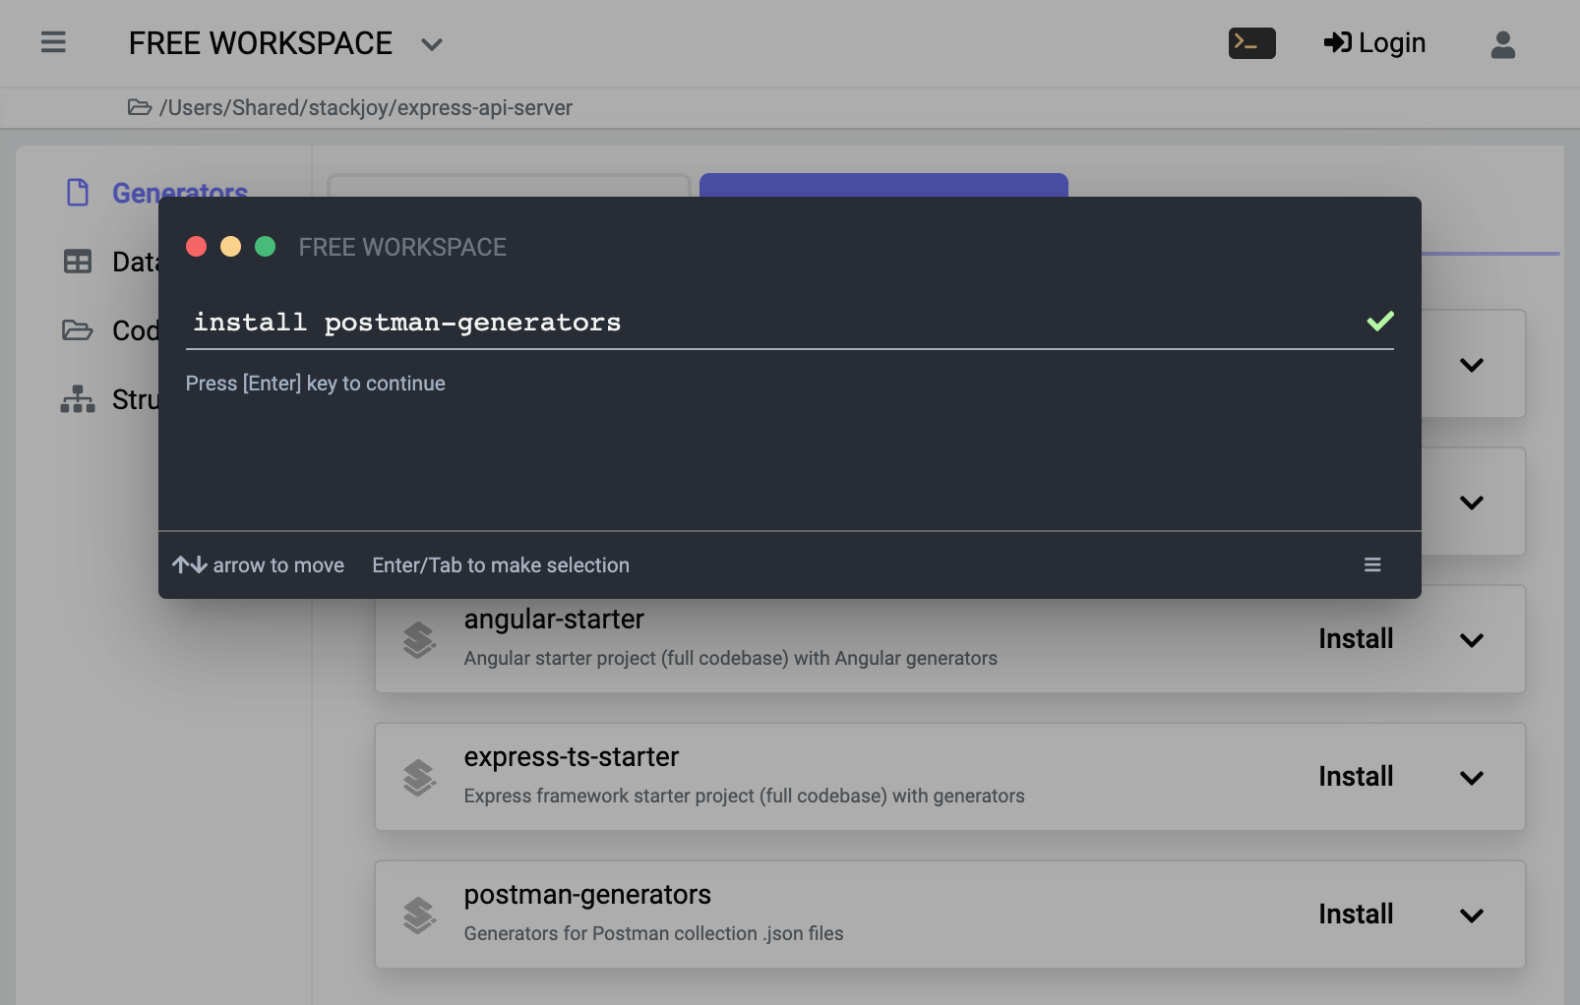 FREE WORKSPACE
Login
/Users/Shared/stackjoy/express-api-server
Generators
Data
Cod
Stru
FREE WORKSPACE
install postman-generators
Press [Enter] key to continue
arrow to move
Enter/Tab to make selection
angular-starter
Angular starter project (full codebase) with Angular generators
Install
express-ts-starter
Express framework starter project (full codebase) with generators
Install
postman-generators
Generators for Postman collection .json files
Install